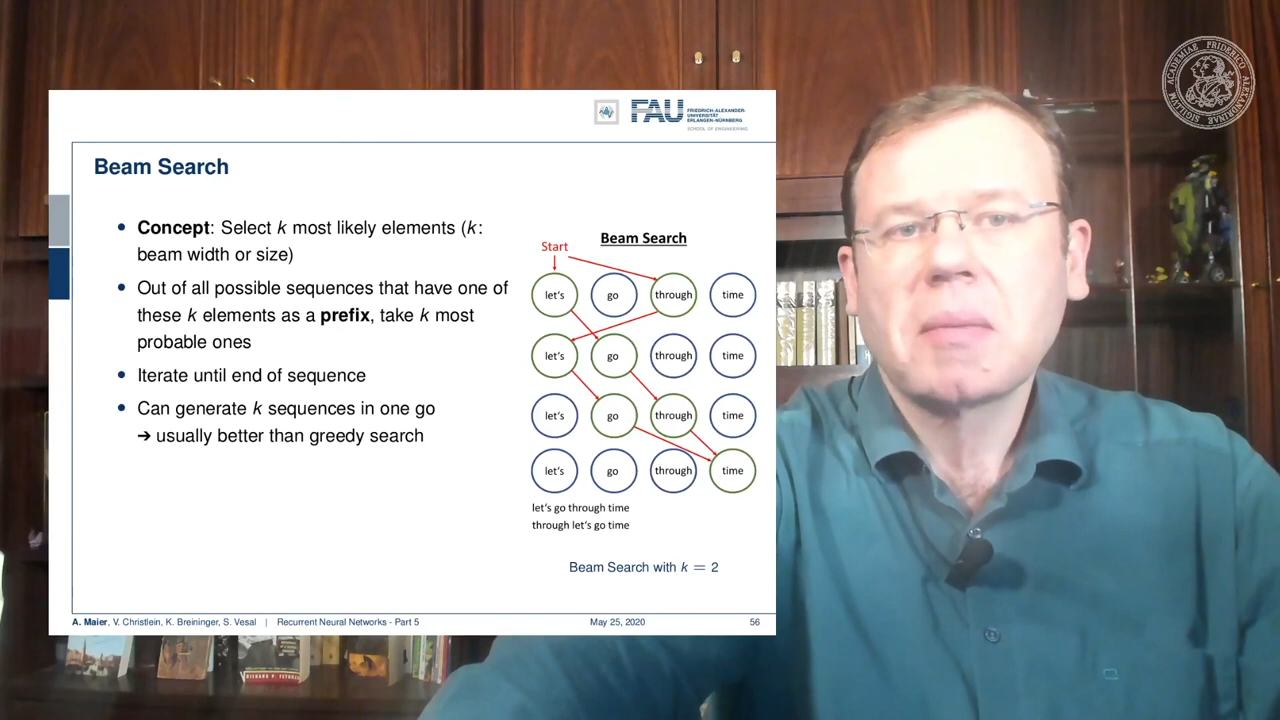 ACADEMIAE FRIDERICO ALEXANDRINAE SIGILLUM
FAU
FRIEDRICH-ALEXANDER-
UNIVERSITÄT
ERLANGEN-NÜRNBERG
SCHOOL OF ENGINEERING
Beam Search
• Concept: Select k most likely elements (k:
beam width or size)
• Out of all possible sequences that have one of
these k elements as a prefix, take k most
probable ones
• Iterate until end of sequence
• Can generate k sequences in one go
➔ usually better than greedy search
Beam Search
Start
let's go through time
let's go through time
let's go through time
let's go through time
let's go through time
through let's go time
Beam Search with k = 2
A. Maier, V. Christlein, K. Breininger, S. Vesal | Recurrent Neural Networks - Part 5 May 25, 2020 56